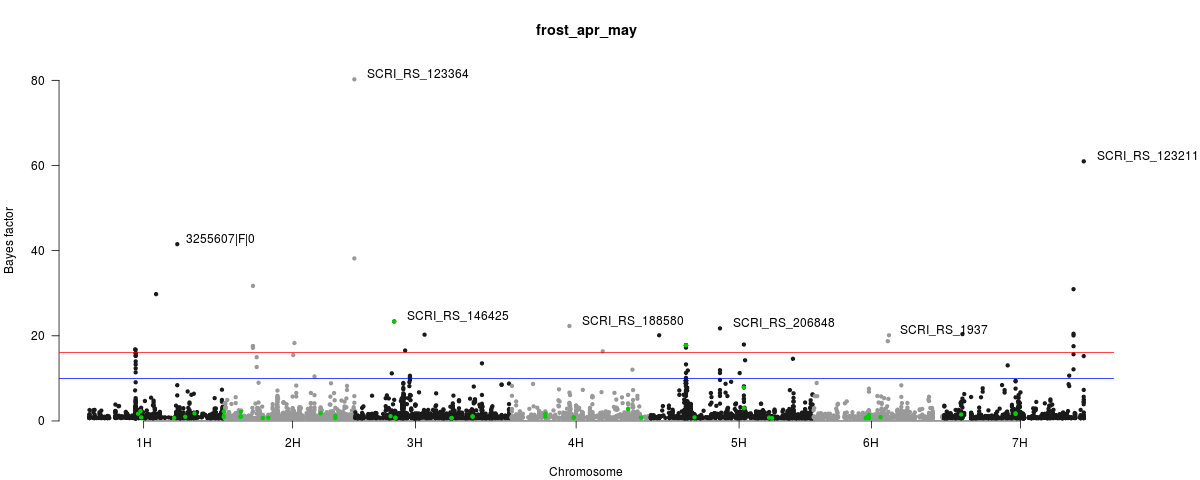 frost_apr_may
SCRI_RS_123364
80
SCRI_RS_123211
60
3255607|F|0
40
Bayes factor
SCRI_RS_146425
SCRI_RS_188580
SCRI_RS_206848
SCRI_RS_1937
20
0
1H 2H 3H 4H 5H 6H 7H
Chromosome